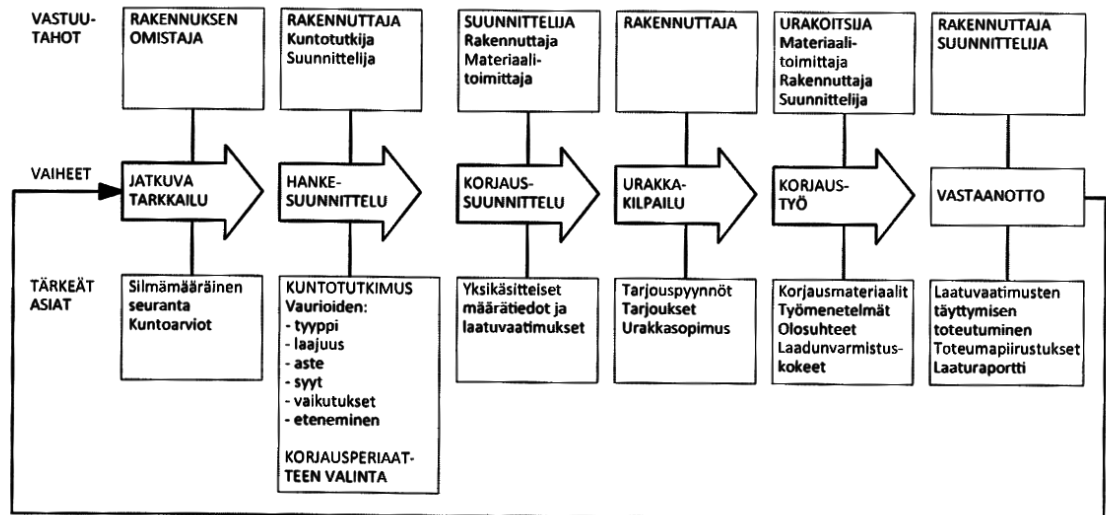 VASTUU-
TAHOT
RAKENNUKSEN
OMISTAJA
RAKENNUTTAJA
Kuntotutkija
Suunnittelija
SUUNNITTELIJA
Rakennuttaja
Materiaali-
toimittaja
RAKENNUTTAJA
URAKOITSIJA
Materiaali-
toimittaja
Rakennuttaja
Suunnittelija
RAKENNUTTAJA
SUUNNITTELIJA
VAIHEET
JATKUVA
TARKKAILU
HANKE-
SUUNNITTELU
KORJAUS-
SUUNNITTELU
URAKKA-
KILPAILU
KORJAUS-
TYÖ
VASTAANOTTO
TÄRKEÄT
ASIAT
Silmämääräinen
seuranta
Kuntoarviot
KUNTOTUTKIMUS
Vaurioiden:
- tyyppi
- laajuus
- aste
- syyt
- vaikutukset
- eteneminen
KORJAUSPERIAAT-
TEEN VALINTA
Yksikäsitteiset
määrätiedot ja
laatuvaatimukset
Tarjouspyynnöt
Tarjoukset
Urakkasopimus
Korjausmateriaalit
Työmenetelmät
Olosuhteet
Laadunvarmistus-
kokeet
Laatuvaatimusten
täyttymisen
toteutuminen
Toteumapiirustukset
Laaturaportti